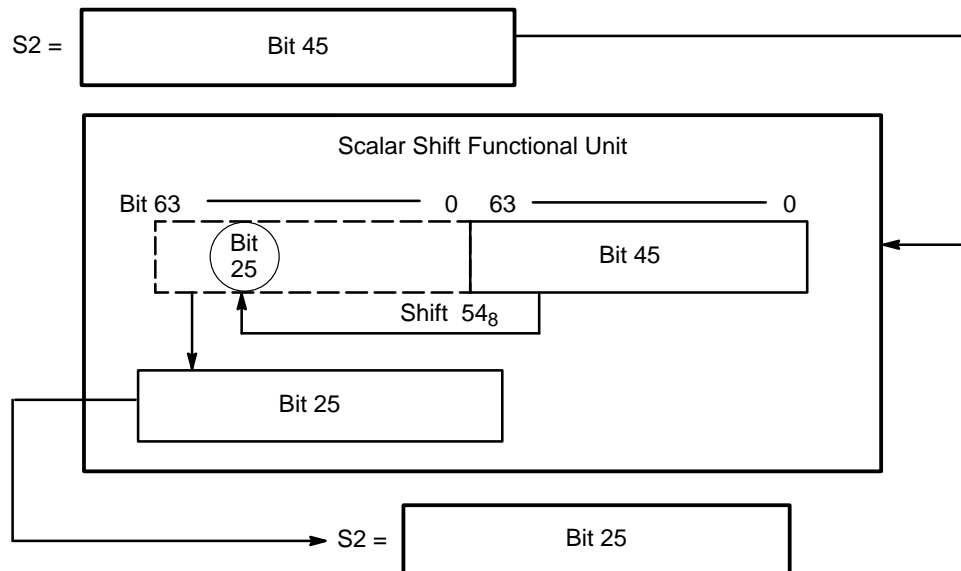 S2 = Bit 45
Scalar Shift Functional Unit
Bit 63 0 63 0
Bit
25
Bit 45
Shift 54₈
Bit 25
S2 = Bit 25